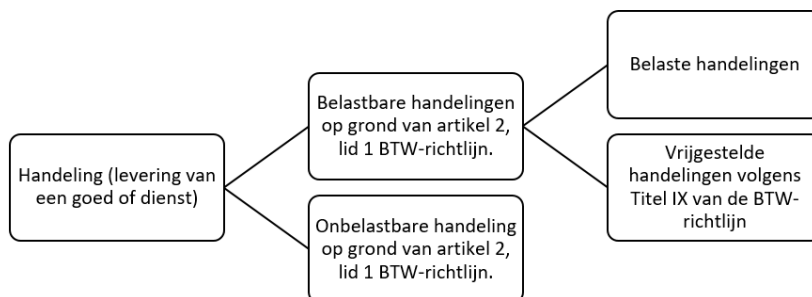 Handeling (levering van
een goed of dienst)
Belastbare handelingen
op grond van artikel 2,
lid 1 BTW-richtlijn.
Onbelastbare handeling
op grond van artikel 2,
lid 1 BTW-richtlijn.
Belaste handelingen
Vrijgestelde
handelingen volgens
Titel IX van de BTW-
richtlijn